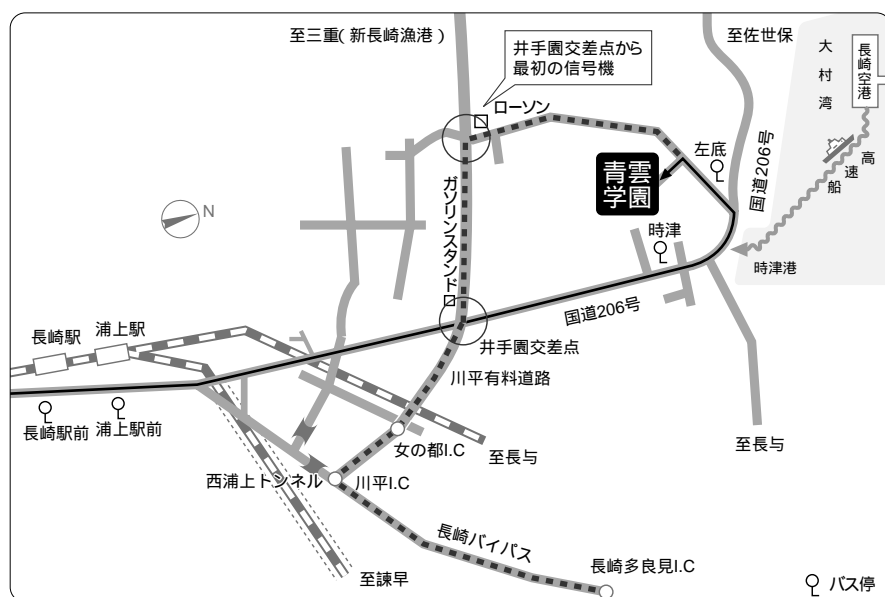 至三重(新長崎漁港)
井手園交差点から
最初の信号機
至佐世保
大村湾
長崎空港
ローソン
高速船
左底
国道206号
青雲
学園
ガソリンスタンド
N
時津
時津港
国道206号
長崎駅
浦上駅
井手園交差点
川平有料道路
長崎駅前
浦上駅前
女の都I.C
至長与
至長与
西浦上トンネル
川平I.C
長崎バイパス
至諫早
長崎多良見I.C
バス停